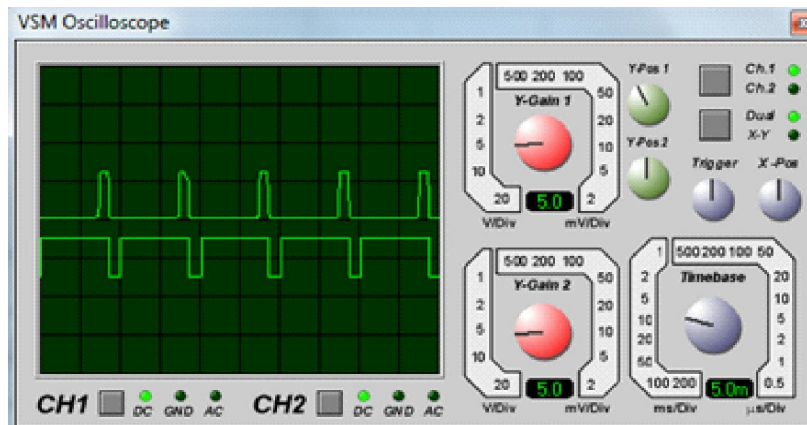 VSM Oscilloscope
500 200 100
1
2
5
10
20
50
20
10
5
2
Y-Gain 1
5.0
V/Div
mV/Div
Y-Pos 1
Y-Pos 2
Ch.1
Ch.2
Dual
X-Y
Trigger
X-Pos
500 200 100
1
2
5
10
20
50
20
10
5
2
Y-Gain 2
5.0
V/Div
mV/Div
1
500 200 100 50
2
5
10
20
50
100 200
20
10
5
2
1
0.5
Timebase
5.0m
ms/Div
µs/Div
CH1
DC GND AC
CH2
DC GND AC